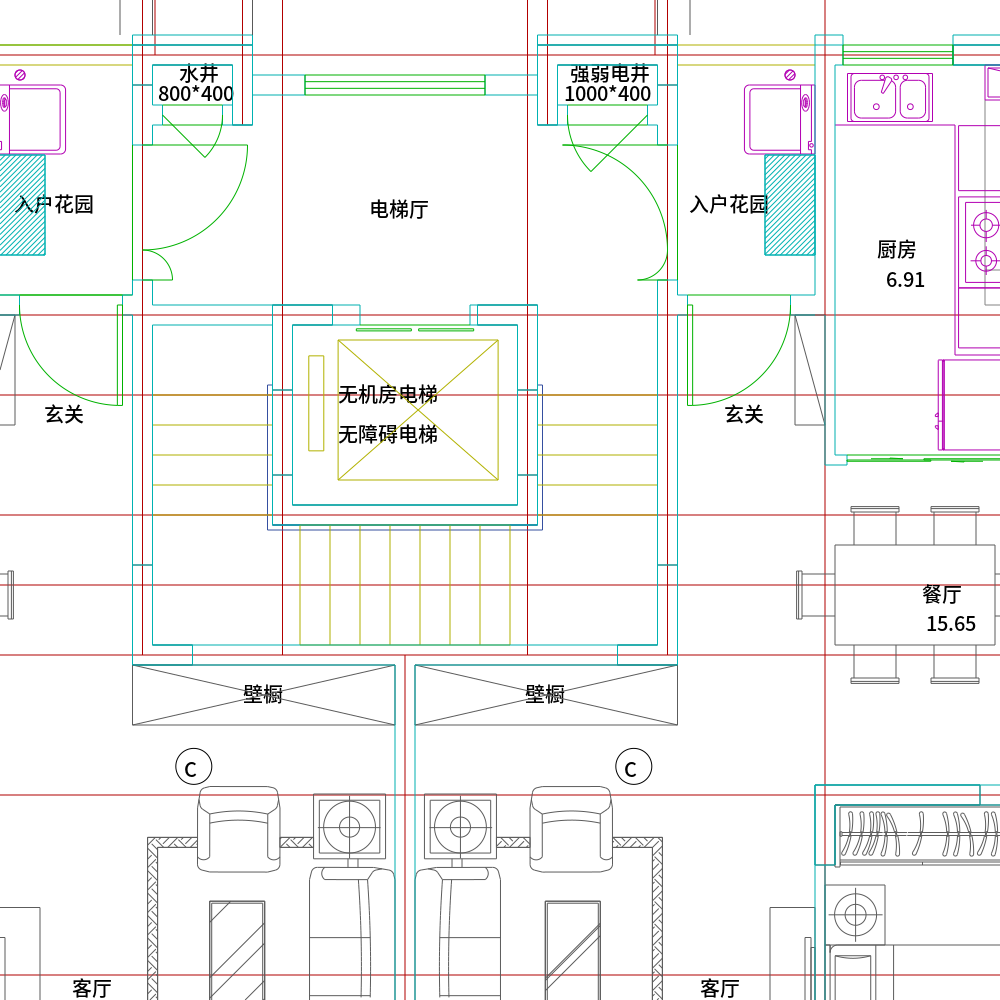 水井
800*400
强弱电井
1000*400
入户花园
电梯厅
入户花园
厨房
6.91
无机房电梯
无障碍电梯
玄关
玄关
餐厅
15.65
壁橱
壁橱
C
C
客厅
客厅